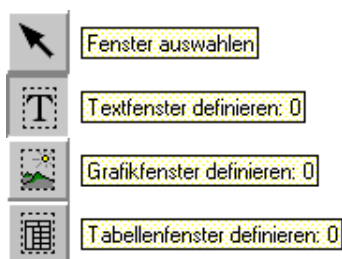 Fenster auswahlen
T
Textfenster definieren: 0
Grafikfenster definieren: 0
Tabellenfenster definieren: 0